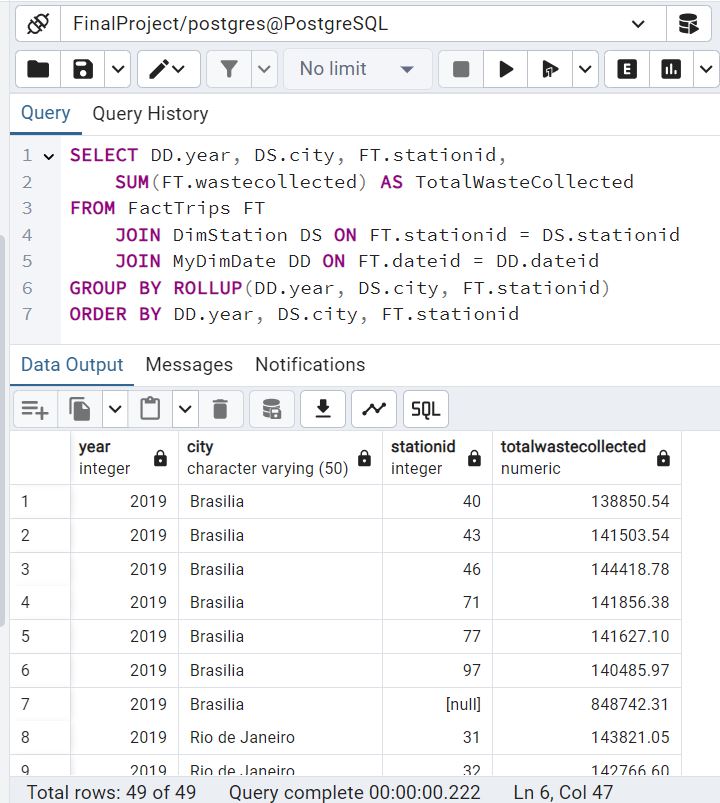 FinalProject/postgres@PostgreSQL
No limit
E
Query Query History
1 SELECT DD.year, DS.city, FT.stationid,
2 SUM(FT.wastecollected) AS TotalWasteCollected
3 FROM FactTrips FT
4 JOIN DimStation DS ON FT.stationid = DS.stationid
5 JOIN MyDimDate DD ON FT.dateid = DD.dateid
6 GROUP BY ROLLUP(DD.year, DS.city, FT.stationid)
7 ORDER BY DD.year, DS.city, FT.stationid
Data Output Messages Notifications
SQL
year city stationid totalwastecollected
integer character varying (50) integer numeric
1 2019 Brasilia 40 138850.54
2 2019 Brasilia 43 141503.54
3 2019 Brasilia 46 144418.78
4 2019 Brasilia 71 141856.38
5 2019 Brasilia 77 141627.10
6 2019 Brasilia 97 140485.97
7 2019 Brasilia [null] 848742.31
8 2019 Rio de Janeiro 31 143821.05
9 2019 Rio de Janeiro 32 142766.60
Total rows: 49 of 49 Query complete 00:00:00.222 Ln 6, Col 47